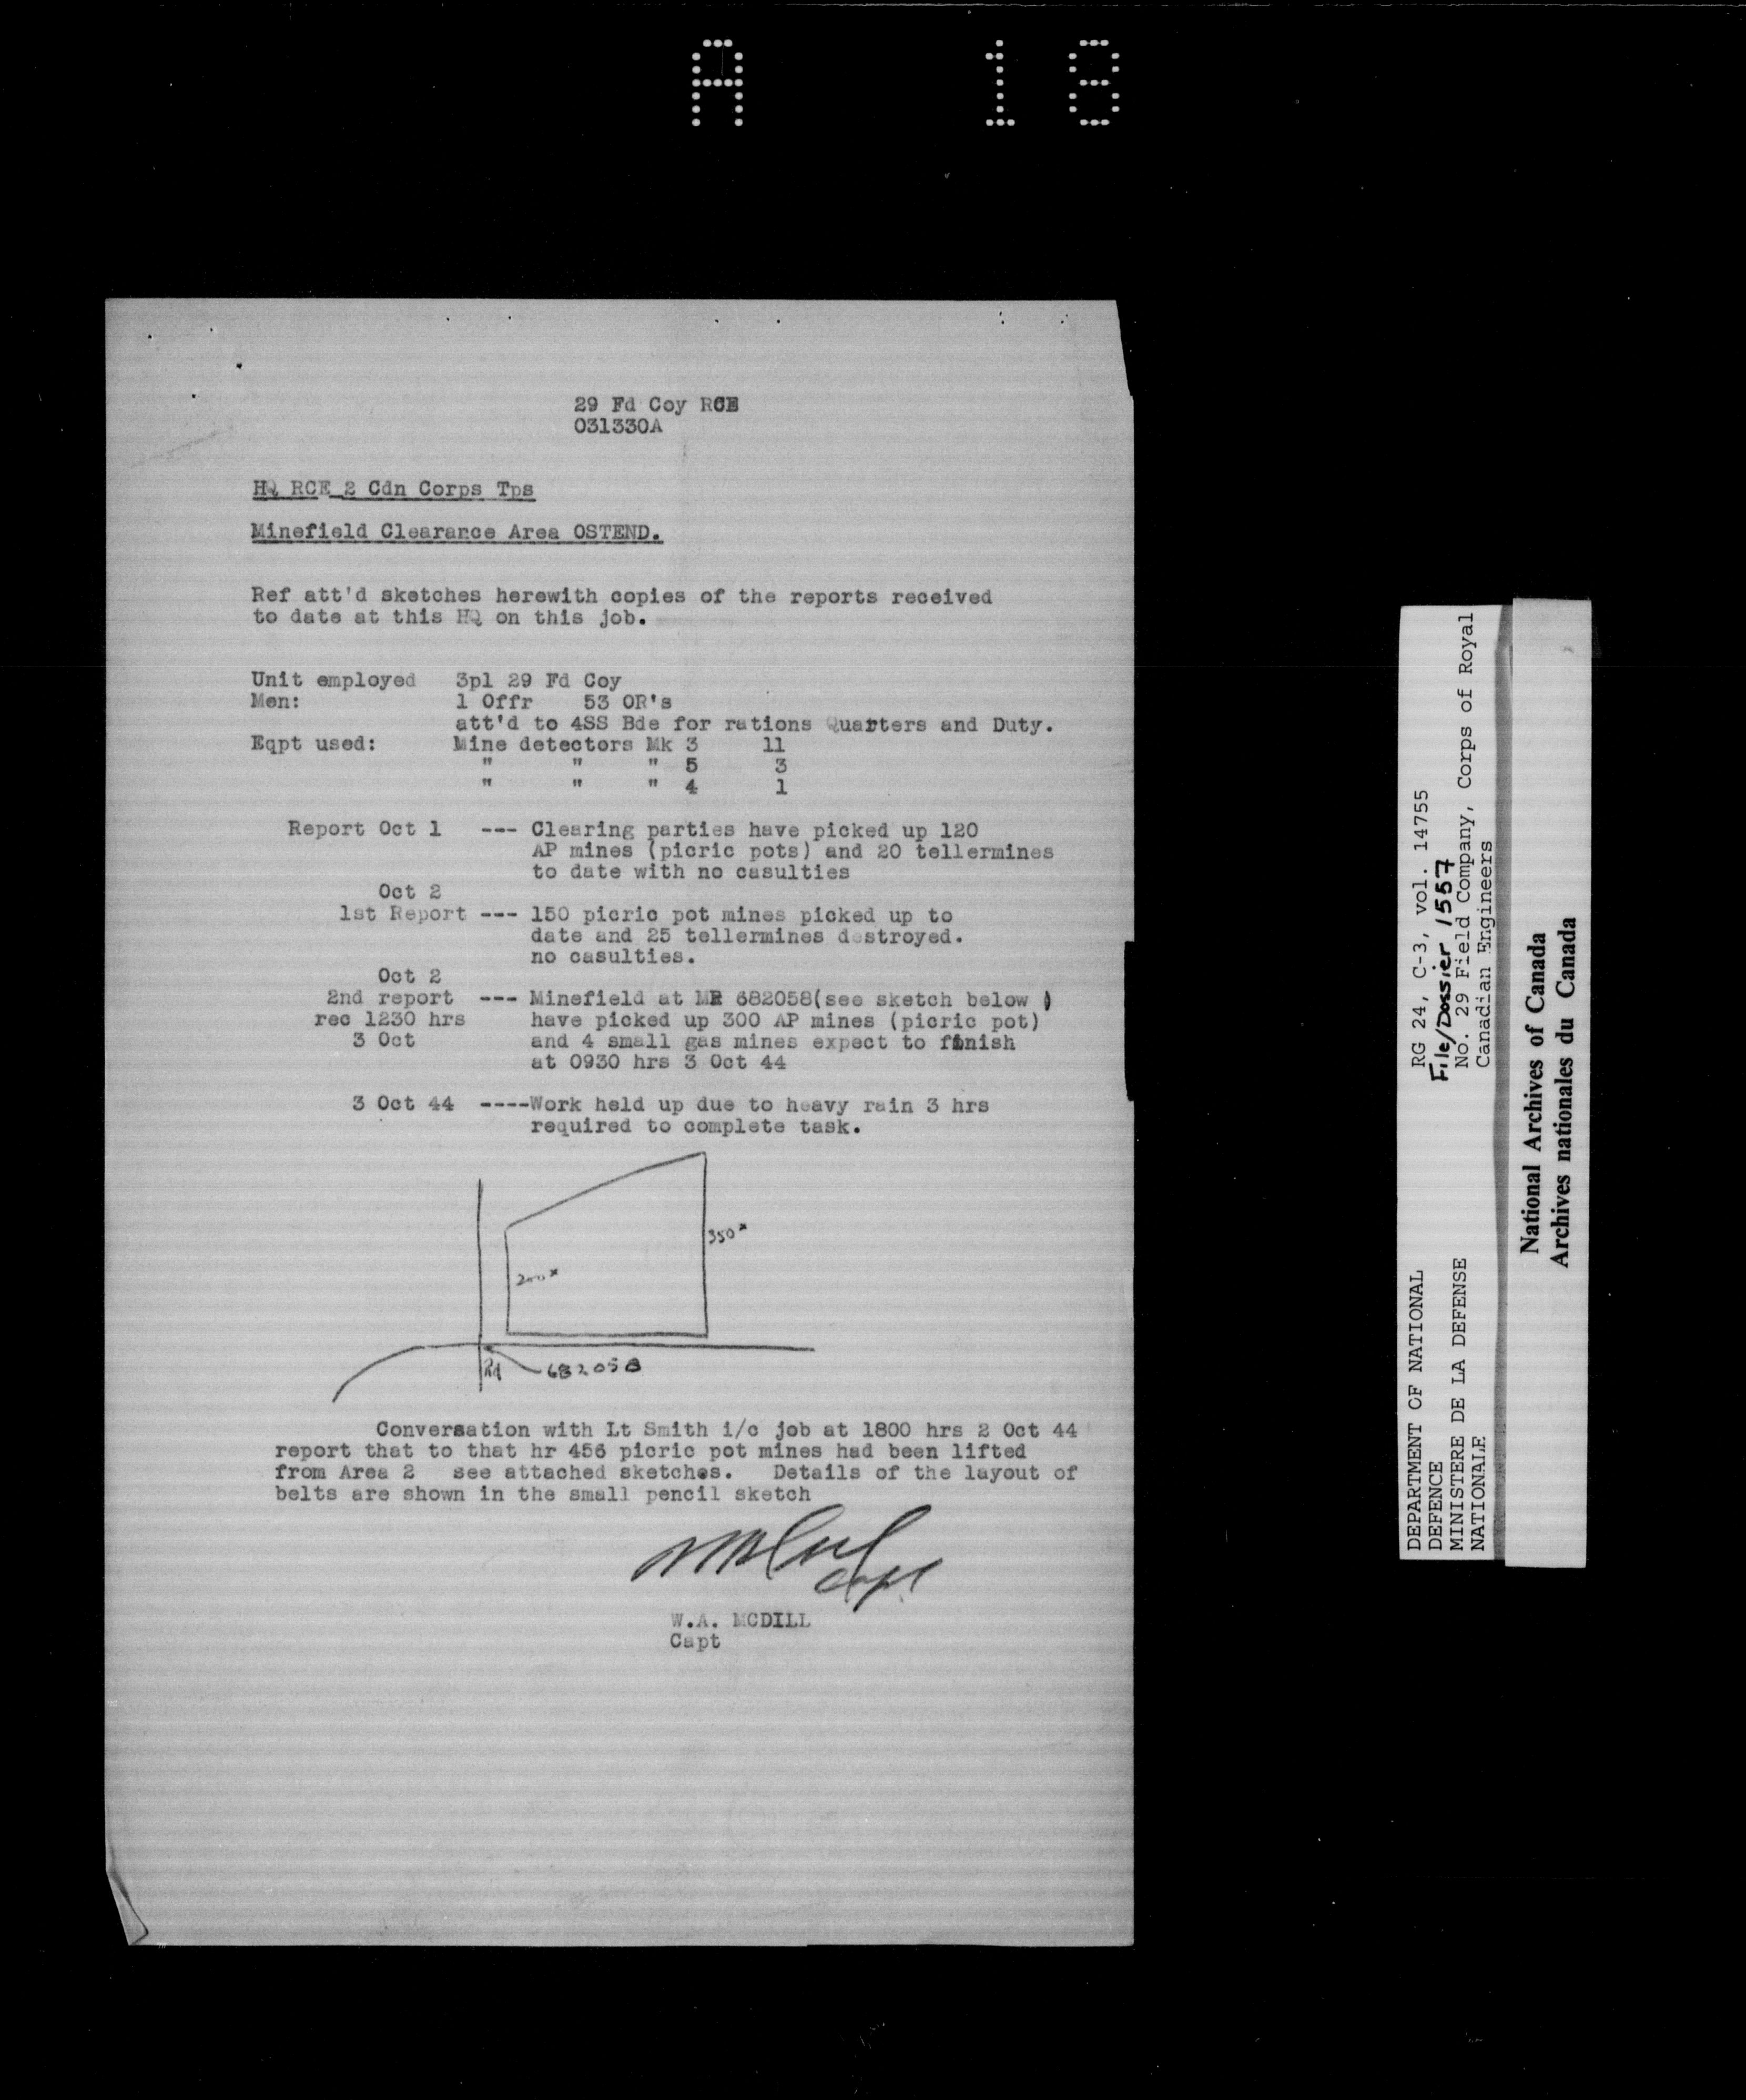 A 18
29 Fd Coy RCE
031330A
HQ RCE 2 Cdn Corps Tps
Minefield Clearance Area OSTEND.
Ref att'd sketches herewith copies of the reports received
to date at this HQ on this job.
Unit employed 3pl 29 Fd Coy
Men: 1 Offr 53 OR's
att'd to 4SS Bde for rations Quarters and Duty.
Eqpt used: Mine detectors Mk 3 11
" " " 5 3
" " " 4 1
Report Oct 1 --- Clearing parties have picked up 120
AP mines (picric pots) and 20 tellermines
to date with no casulties
Oct 2
1st Report --- 150 picric pot mines picked up to
date and 25 tellermines destroyed.
no casulties.
Oct 2
2nd report --- Minefield at MR 682058(see sketch below )
rec 1230 hrs have picked up 300 AP mines (picric pot)
3 Oct and 4 small gas mines expect to finish
at 0930 hrs 3 Oct 44
3 Oct 44 ----Work held up due to heavy rain 3 hrs
required to complete task.
350 x
200 x
Rd 682058
Conversation with Lt Smith i/c job at 1800 hrs 2 Oct 44
report that to that hr 456 picric pot mines had been lifted
from Area 2 see attached sketches. Details of the layout of
belts are shown in the small pencil sketch
Capt
W.A. MCDILL
Capt
DEPARTMENT OF NATIONAL
DEFENCE
MINISTERE DE LA DEFENSE
NATIONALE
RG 24, C-3, vol. 14755
File/Dossier 1557
No. 29 Field Company, Corps of Royal
Canadian Engineers
National Archives of Canada
Archives nationales du Canada